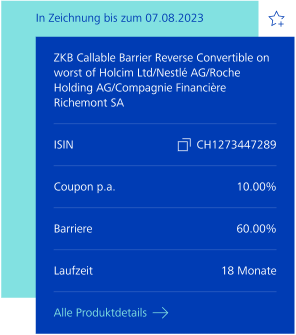 In Zeichnung bis zum 07.08.2023
ZKB Callable Barrier Reverse Convertible on
worst of Holcim Ltd/Nestlé AG/Roche
Holding AG/Compagnie Financière
Richemont SA
ISIN CH1273447289
Coupon p.a. 10.00%
Barriere 60.00%
Laufzeit 18 Monate
Alle Produktdetails